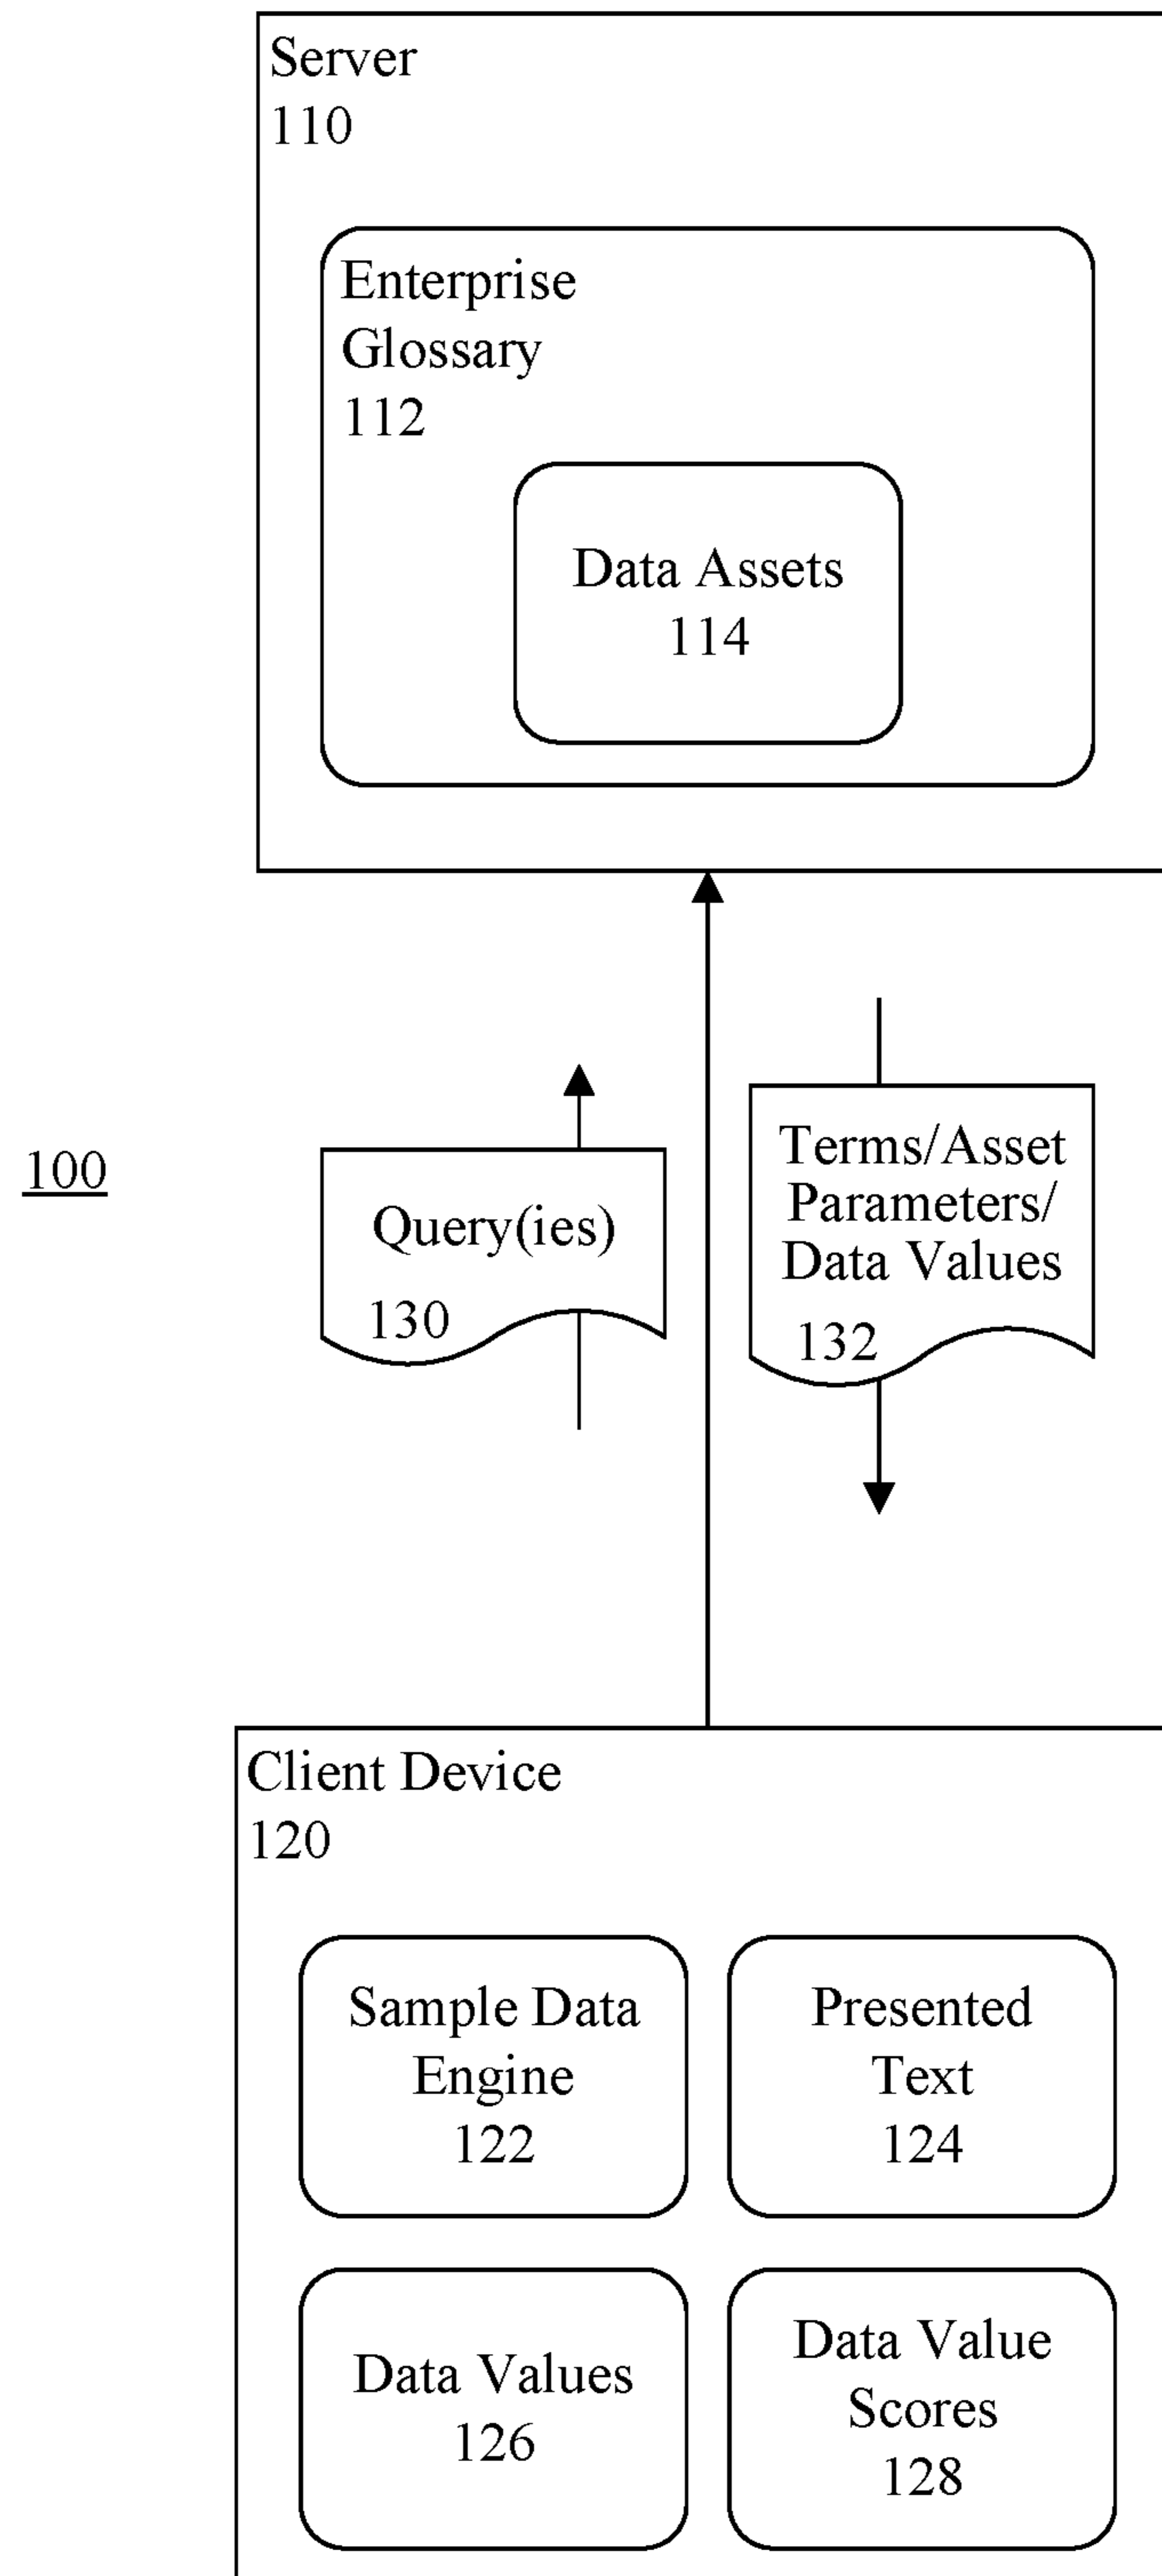 Server
110
Enterprise
Glossary
112
Data Assets
114
100
Query(ies)
130
Terms/Asset
Parameters/
Data Values
132
Client Device
120
Sample Data
Engine
122
Presented
Text
124
Data Values
126
Data Value
Scores
128